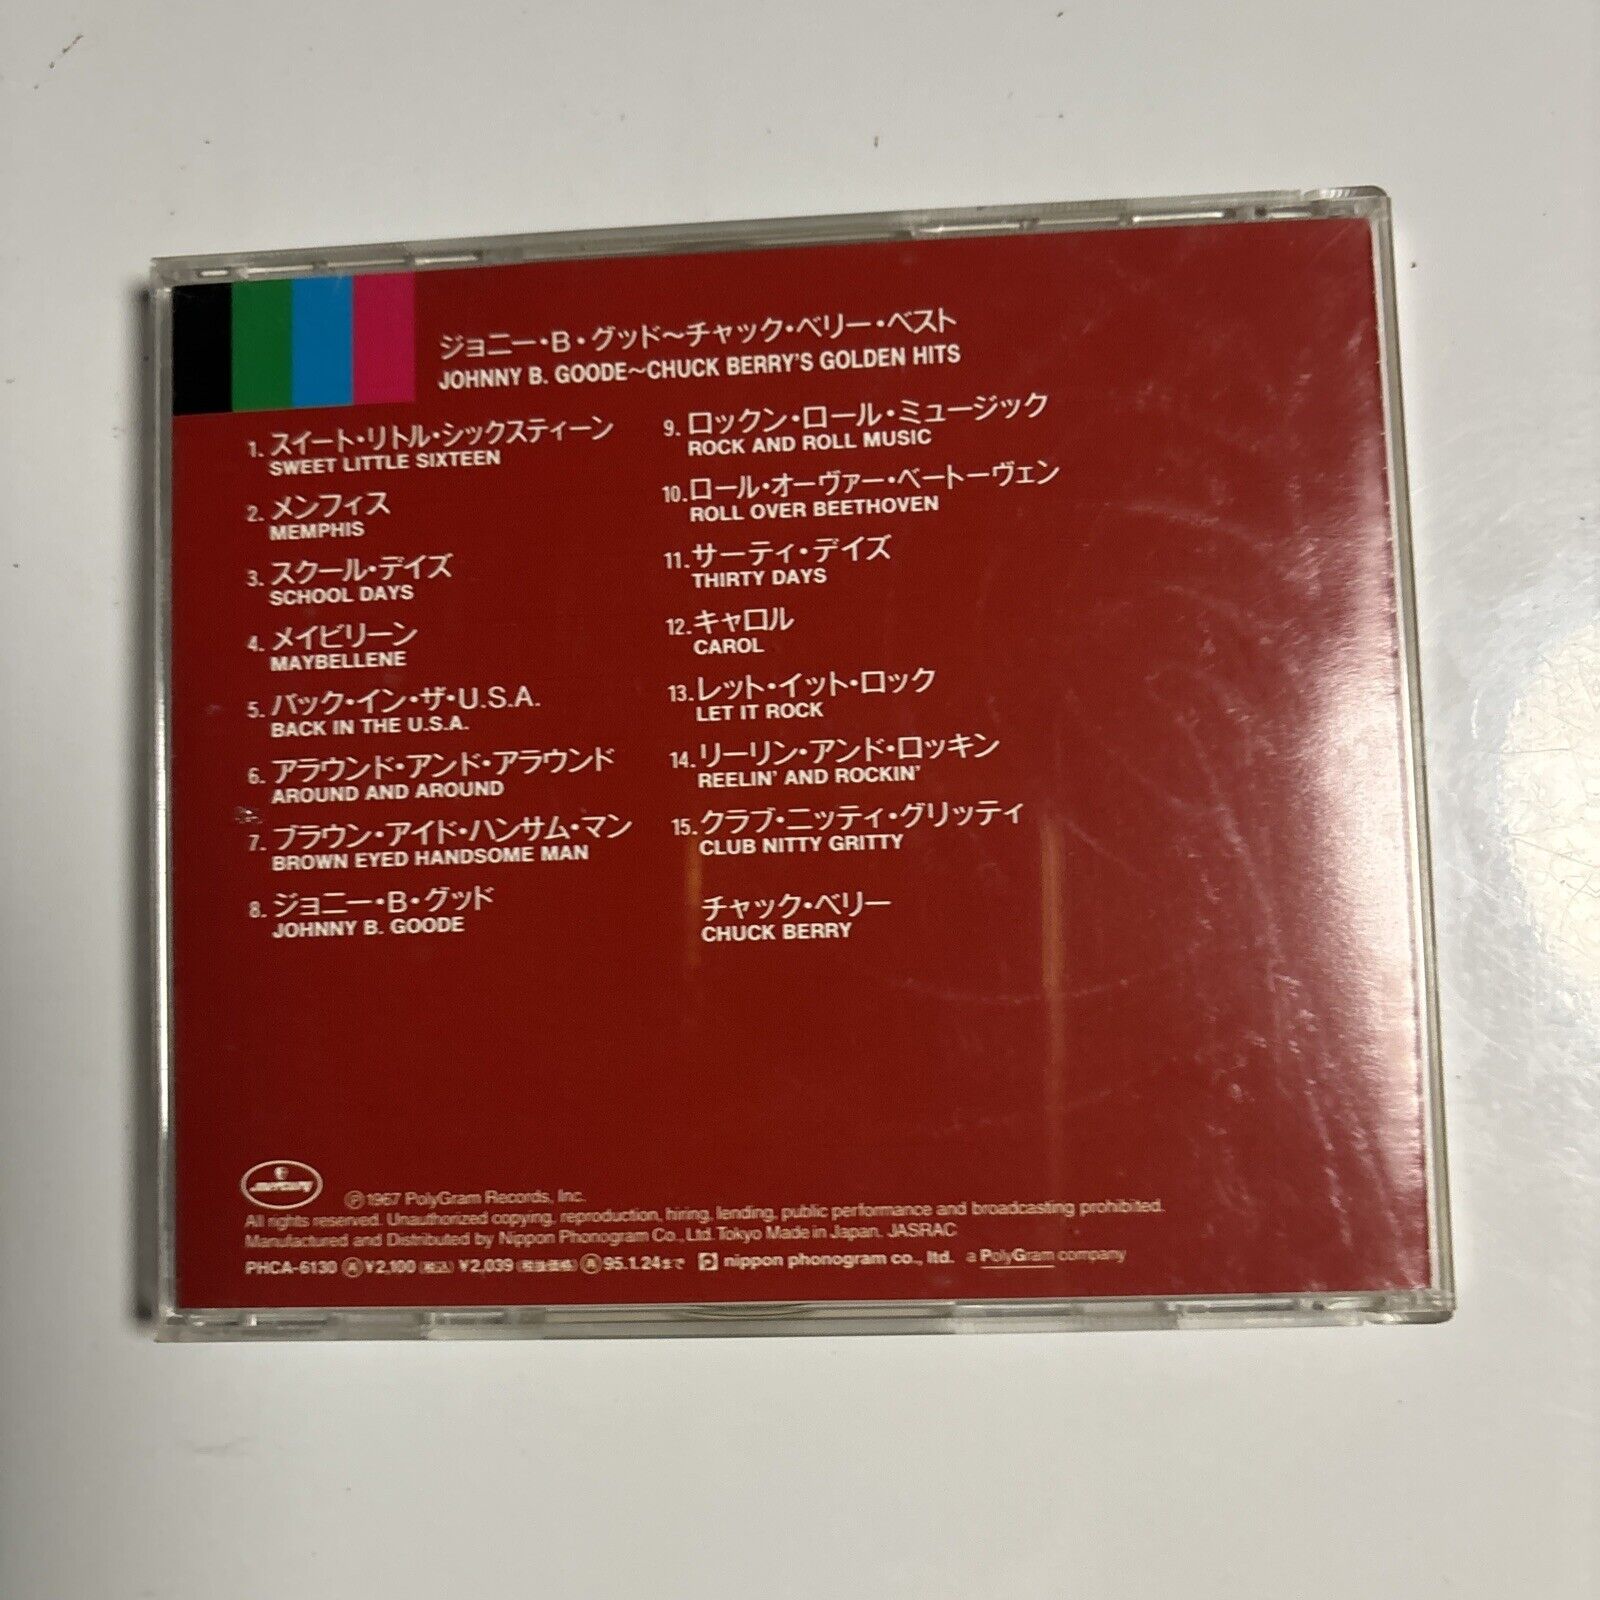 ジョニー・B・グッド～チャック・ベリー・ベスト
JOHNNY B. GOODE~CHUCK BERRY'S GOLDEN HITS
1. スイート・リトル・シックスティーン
SWEET LITTLE SIXTEEN
2. メンフィス
MEMPHIS
3. スクール・デイズ
SCHOOL DAYS
4. メイビリーン
MAYBELLENE
5. バック・イン・ザ・U.S.A.
BACK IN THE U.S.A.
6. アラウンド・アンド・アラウンド
AROUND AND AROUND
7. ブラウン・アイド・ハンサム・マン
BROWN EYED HANDSOME MAN
8. ジョニー・B・グッド
JOHNNY B. GOODE
9. ロックン・ロール・ミュージック
ROCK AND ROLL MUSIC
10. ロール・オーヴァー・ベートーヴェン
ROLL OVER BEETHOVEN
11. サーティ・デイズ
THIRTY DAYS
12. キャロル
CAROL
13. レット・イット・ロック
LET IT ROCK
14. リーリン・アンド・ロッキン
REELIN' AND ROCKIN'
15. クラブ・ニッティ・グリッティ
CLUB NITTY GRITTY
チャック・ベリー
CHUCK BERRY
mercury
Ⓟ1967 PolyGram Records, Inc.
All rights reserved. Unauthorized copying, reproduction, hiring, lending, public performance and broadcasting prohibited.
Manufactured and Distributed by Nippon Phonogram Co., Ltd. Tokyo Made in Japan. JASRAC
PHCA-6130 Ⓡ¥2,100(税込) ¥2,039(税抜価格) Ⓡ95.1.24まで nippon phonogram co., ltd. a PolyGram company